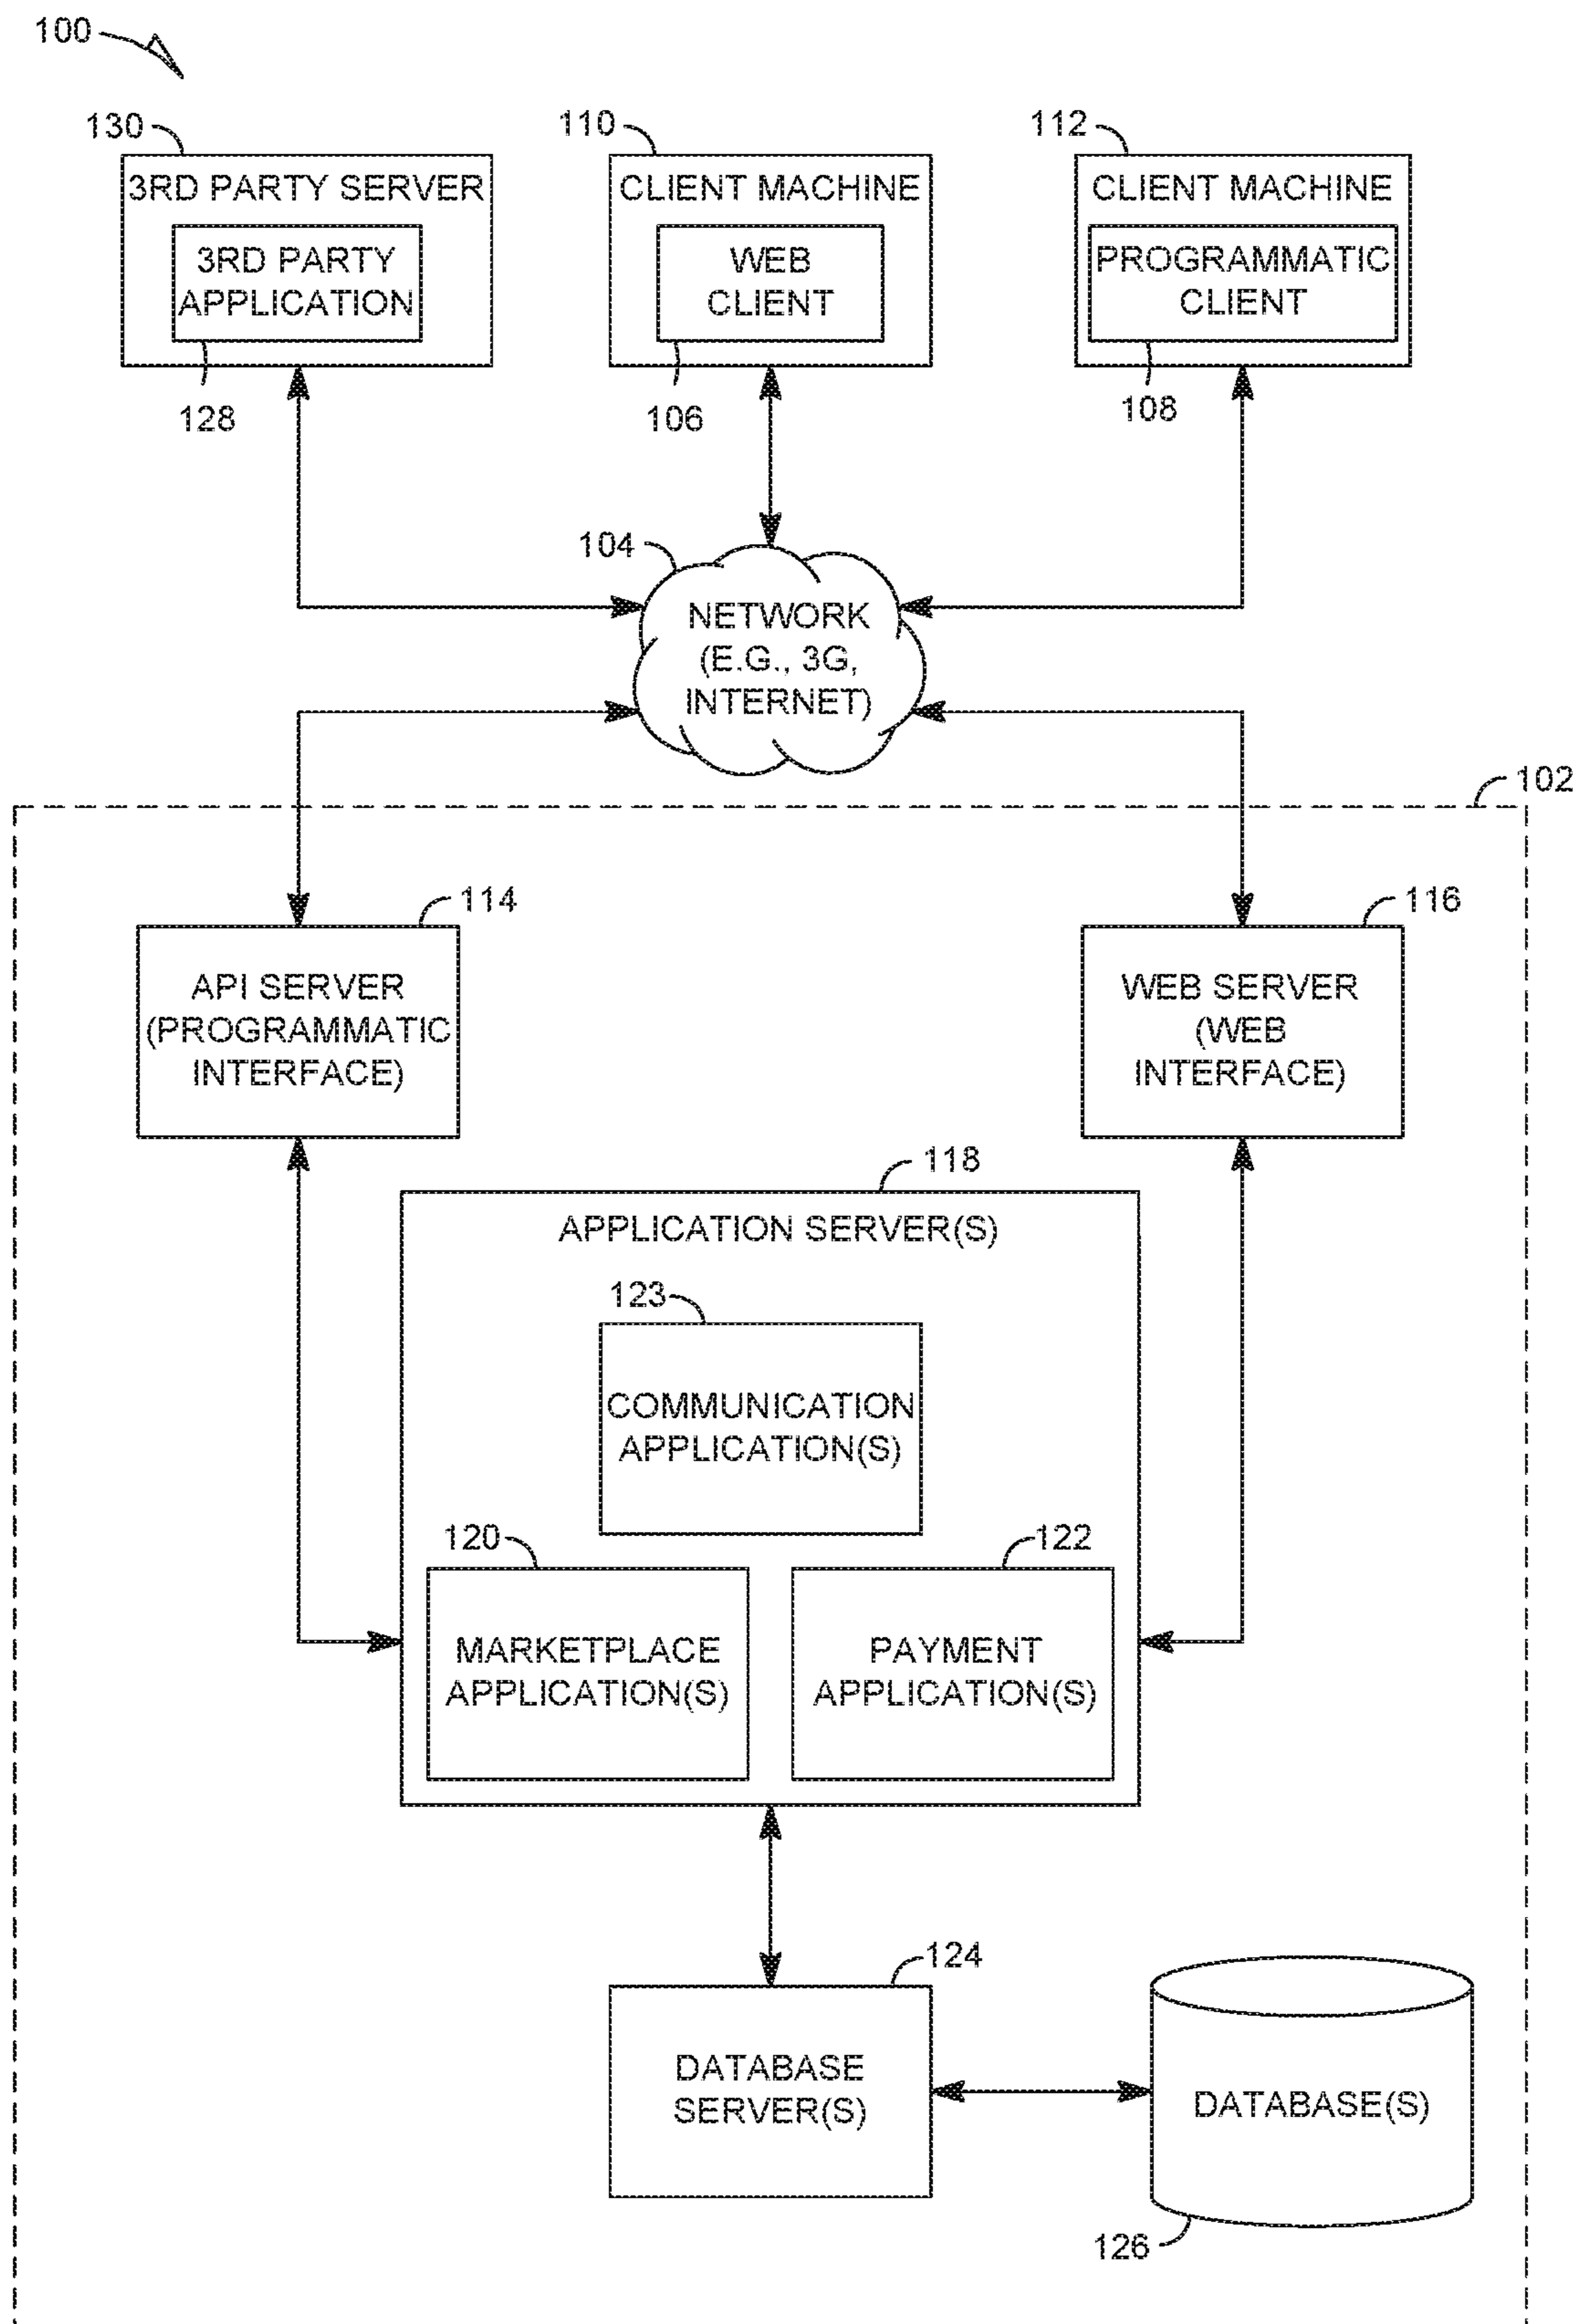 100
130
110
112
3RD PARTY SERVER
CLIENT MACHINE
CLIENT MACHINE
3RD PARTY
APPLICATION
WEB
CLIENT
PROGRAMMATIC
CLIENT
128
106
108
104
NETWORK
(E.G., 3G,
INTERNET)
102
114
116
API SERVER
(PROGRAMMATIC
INTERFACE)
WEB SERVER
(WEB
INTERFACE)
118
APPLICATION SERVER(S)
123
COMMUNICATION
APPLICATION(S)
120
122
MARKETPLACE
APPLICATION(S)
PAYMENT
APPLICATION(S)
124
DATABASE
SERVER(S)
DATABASE(S)
126